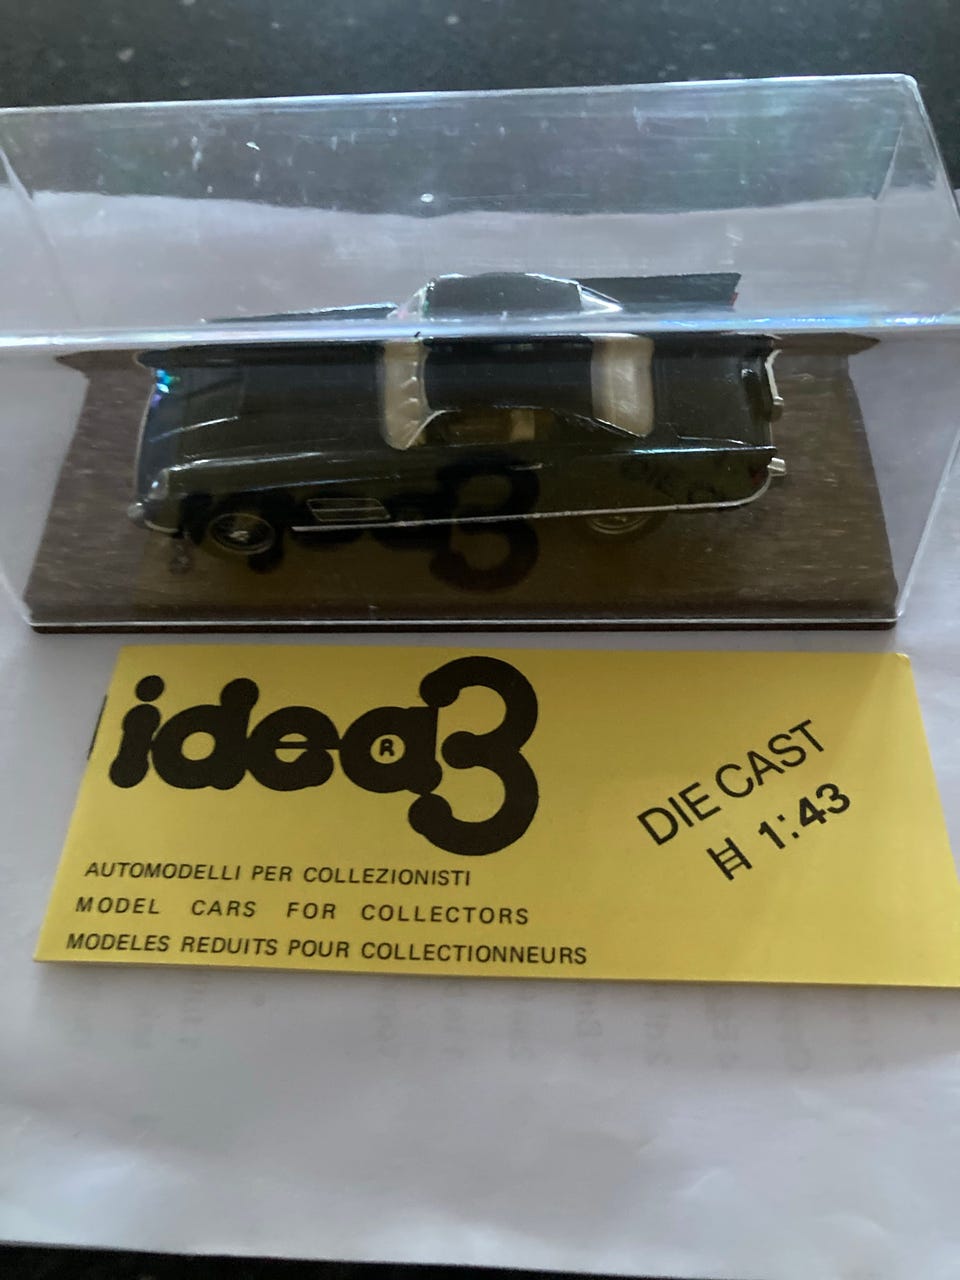 idea3
®
DIE CAST
1:43
AUTOMODELLI PER COLLEZIONISTI
MODEL CARS FOR COLLECTORS
MODELES REDUITS POUR COLLECTIONNEURS